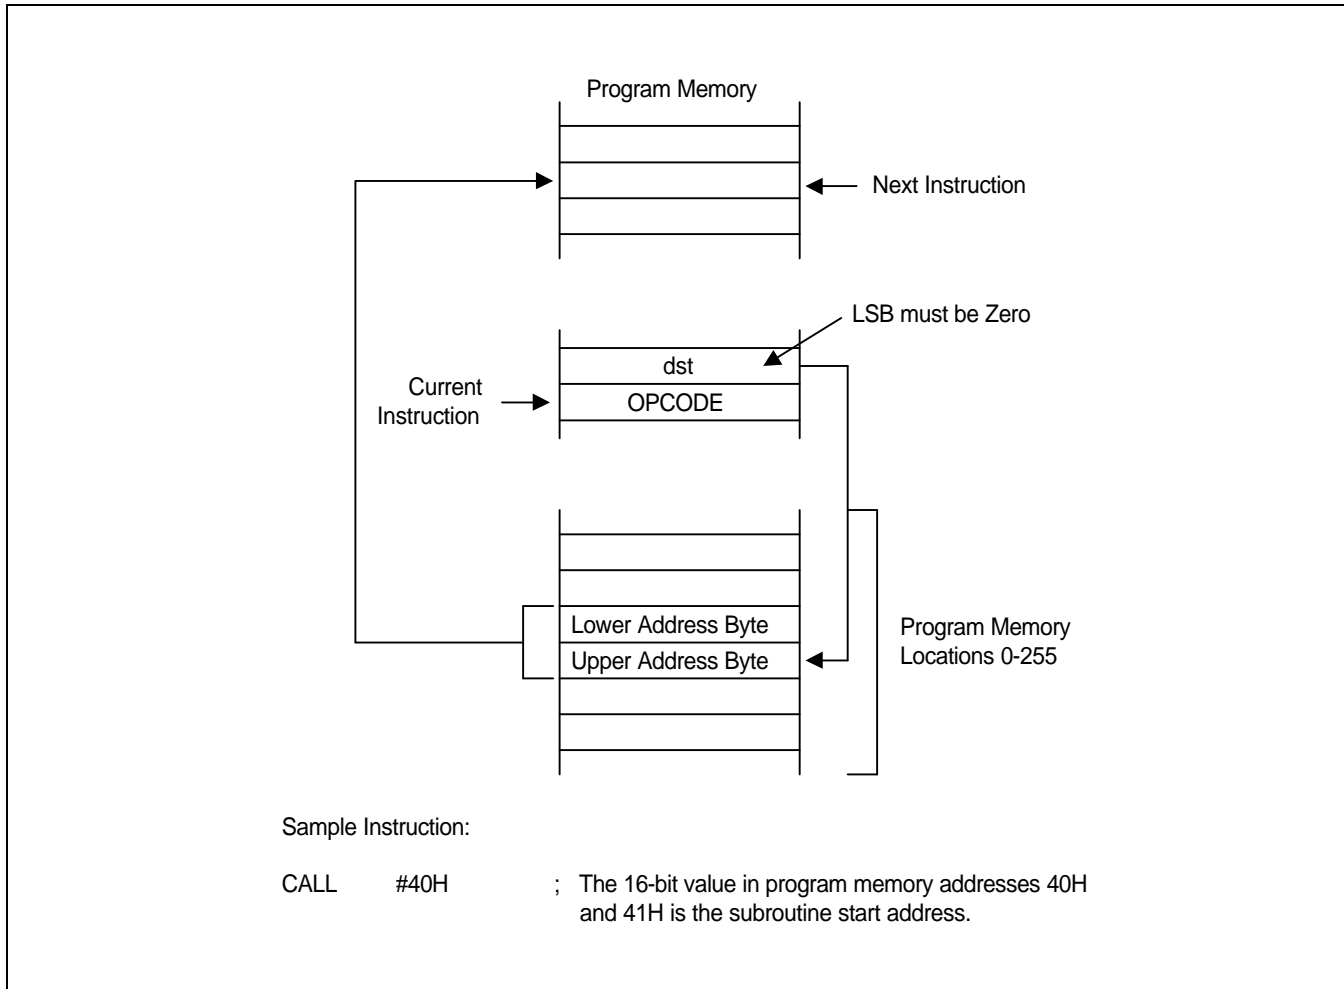 Program Memory
Next Instruction
LSB must be Zero
dst
Current
Instruction
OPCODE
Lower Address Byte
Upper Address Byte
Program Memory
Locations 0-255
Sample Instruction:
CALL #40H ; The 16-bit value in program memory addresses 40H
and 41H is the subroutine start address.